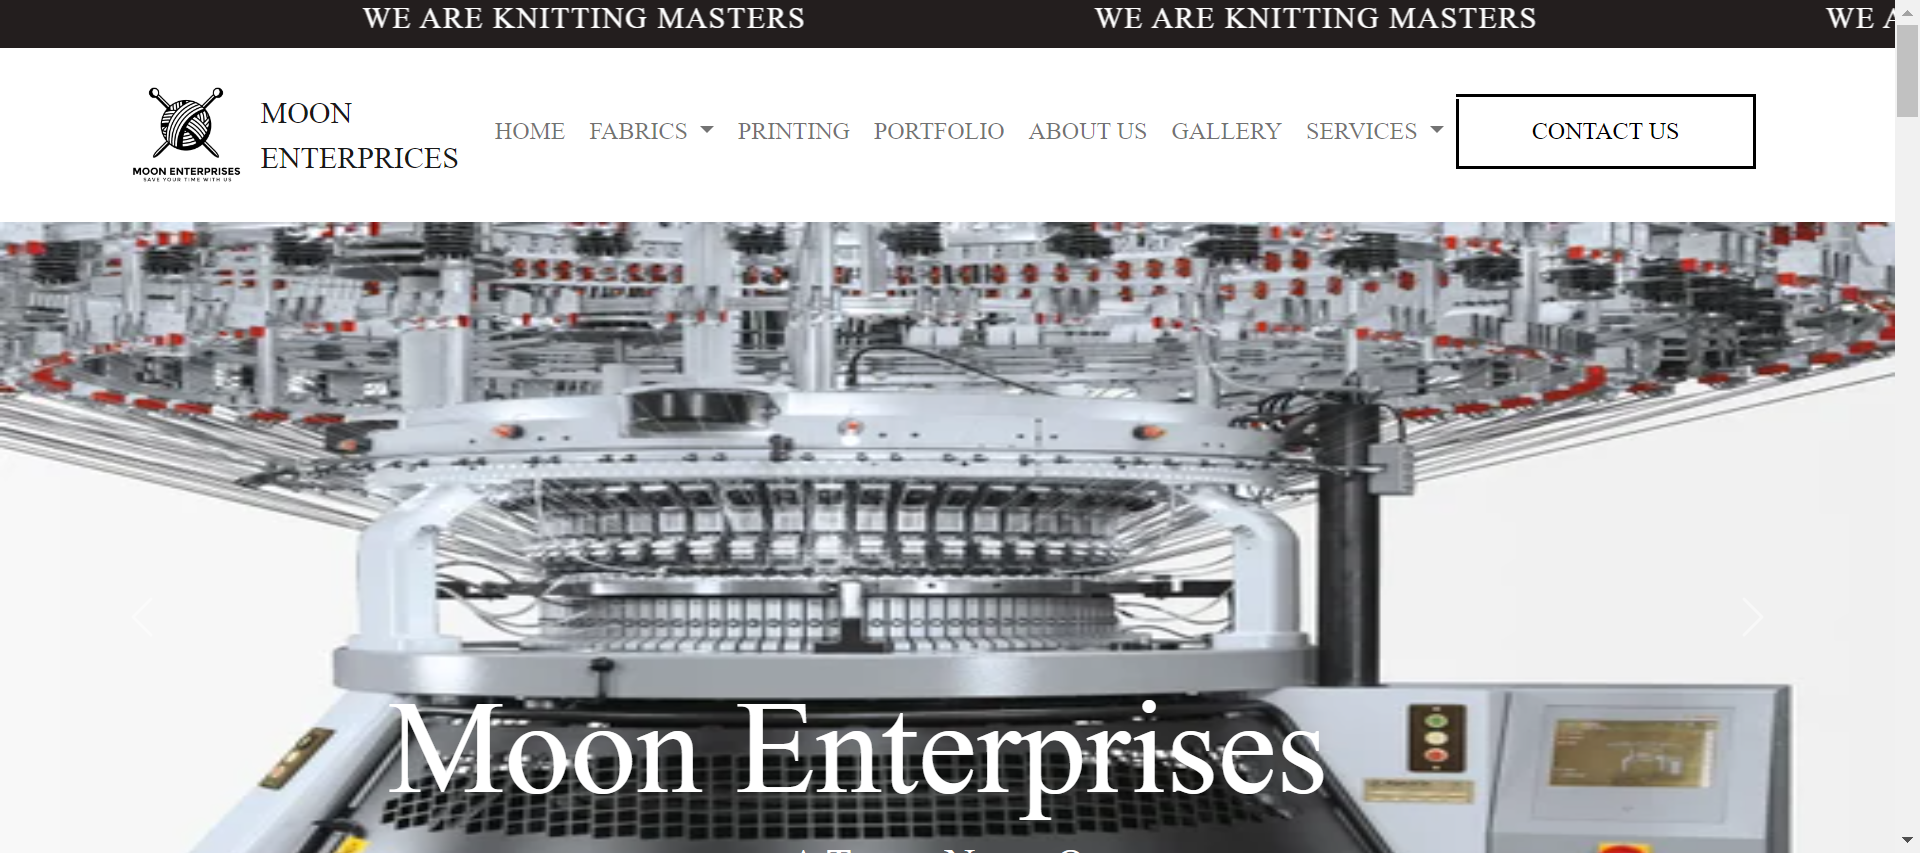 WE ARE KNITTING MASTERS WE ARE KNITTING MASTERS WE
MOON ENTERPRISES
SAVE YOUR TIME WITH US
MOON
ENTERPRICES
HOME FABRICS PRINTING PORTFOLIO ABOUT US GALLERY SERVICES CONTACT US
Moon Enterprises